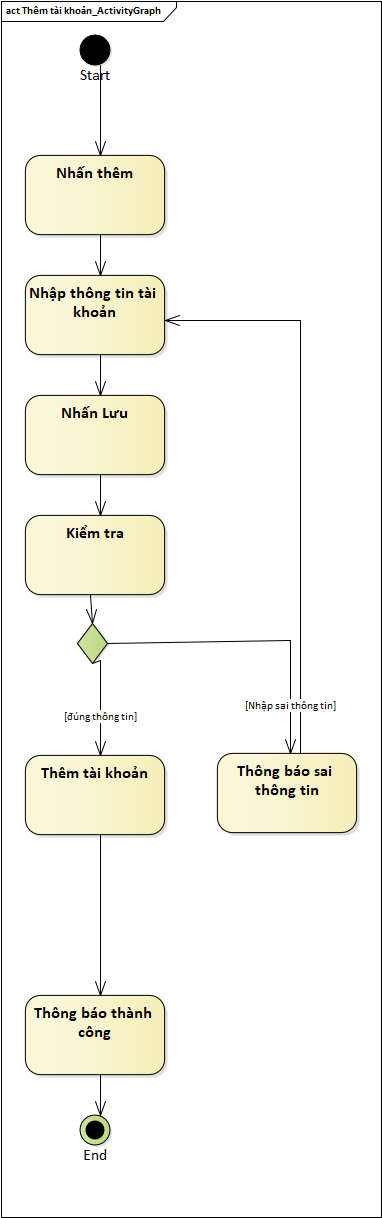 act Thêm tài khoản_ActivityGraph
Start
Nhấn thêm
Nhập thông tin tài
khoản
Nhấn Lưu
Kiểm tra
[Nhập sai thông tin]
[đúng thông tin]
Thêm tài khoản
Thông báo sai
thông tin
Thông báo thành
công
End